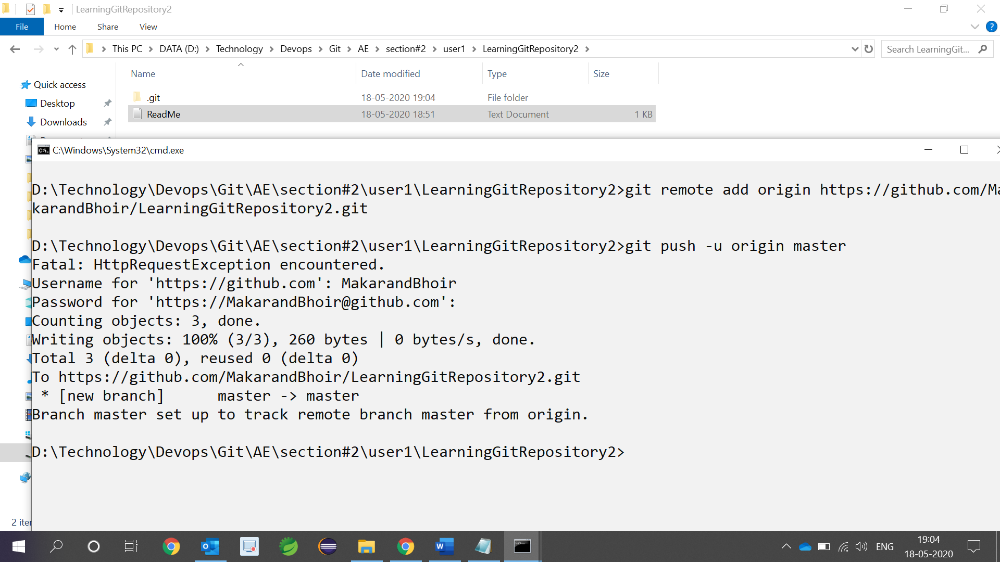 LearningGitRepository2
File Home Share View
This PC DATA (D:) Technology Devops Git AE section#2 user1 LearningGitRepository2
Search LearningGit...
Name Date modified Type Size
Quick access
.git 18-05-2020 19:04 File folder
Desktop
ReadMe 18-05-2020 18:51 Text Document 1 KB
Downloads
C:\Windows\System32\cmd.exe
D:\Technology\Devops\Git\AE\section#2\user1\LearningGitRepository2>git remote add origin https://github.com/Ma
karandBhoir/LearningGitRepository2.git
D:\Technology\Devops\Git\AE\section#2\user1\LearningGitRepository2>git push -u origin master
Fatal: HttpRequestException encountered.
Username for 'https://github.com': MakarandBhoir
Password for 'https://MakarandBhoir@github.com':
Counting objects: 3, done.
Writing objects: 100% (3/3), 260 bytes | 0 bytes/s, done.
Total 3 (delta 0), reused 0 (delta 0)
To https://github.com/MakarandBhoir/LearningGitRepository2.git
* [new branch] master -> master
Branch master set up to track remote branch master from origin.
D:\Technology\Devops\Git\AE\section#2\user1\LearningGitRepository2>
2 iter
ENG
19:04
18-05-2020